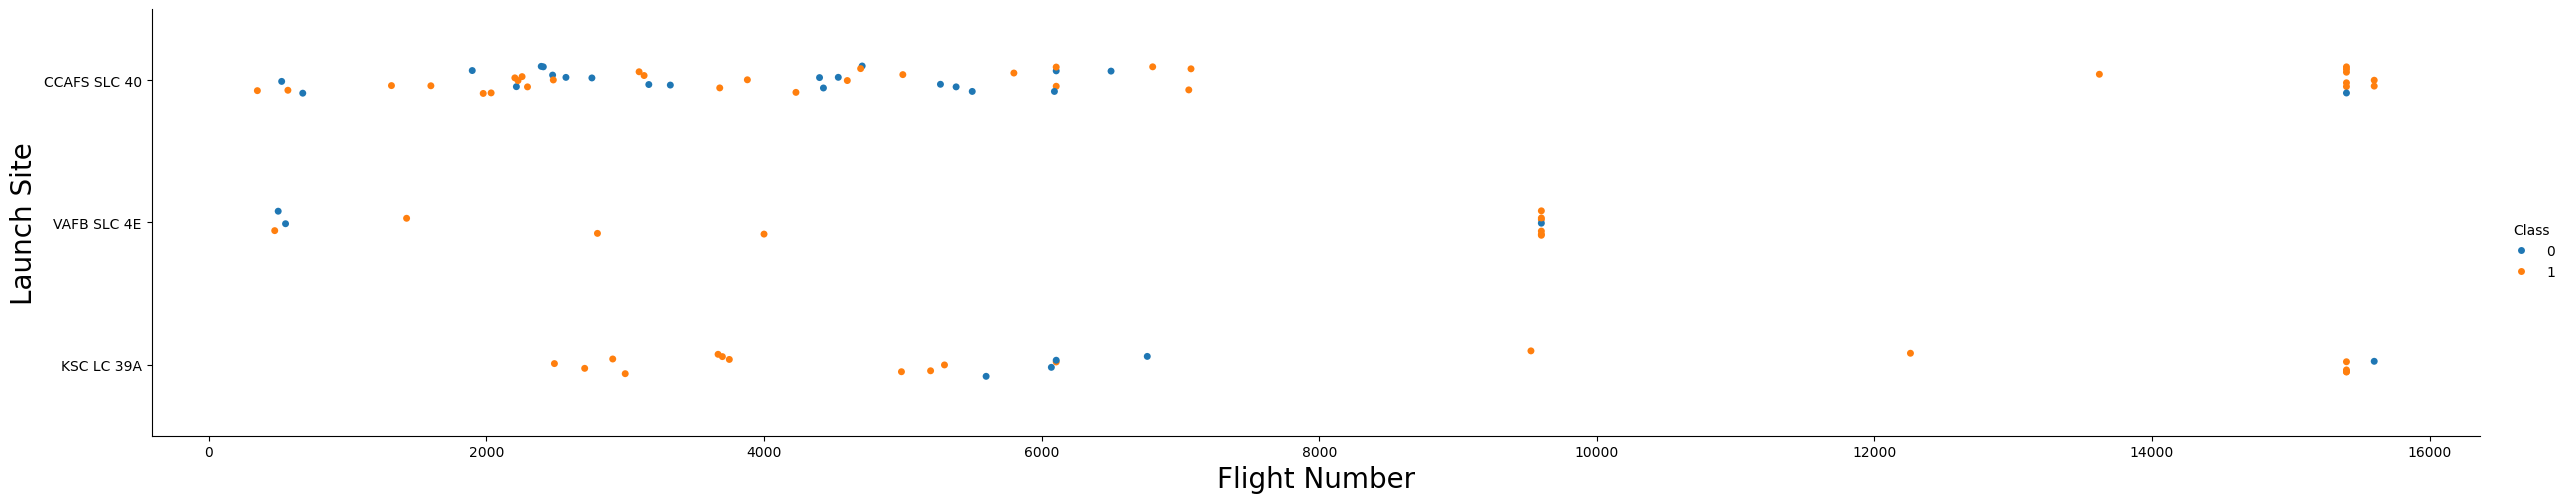 Launch Site
CCAFS SLC 40
VAFB SLC 4E
KSC LC 39A
0 2000 4000 6000 8000 10000 12000 14000 16000
Flight Number
Class
0
1